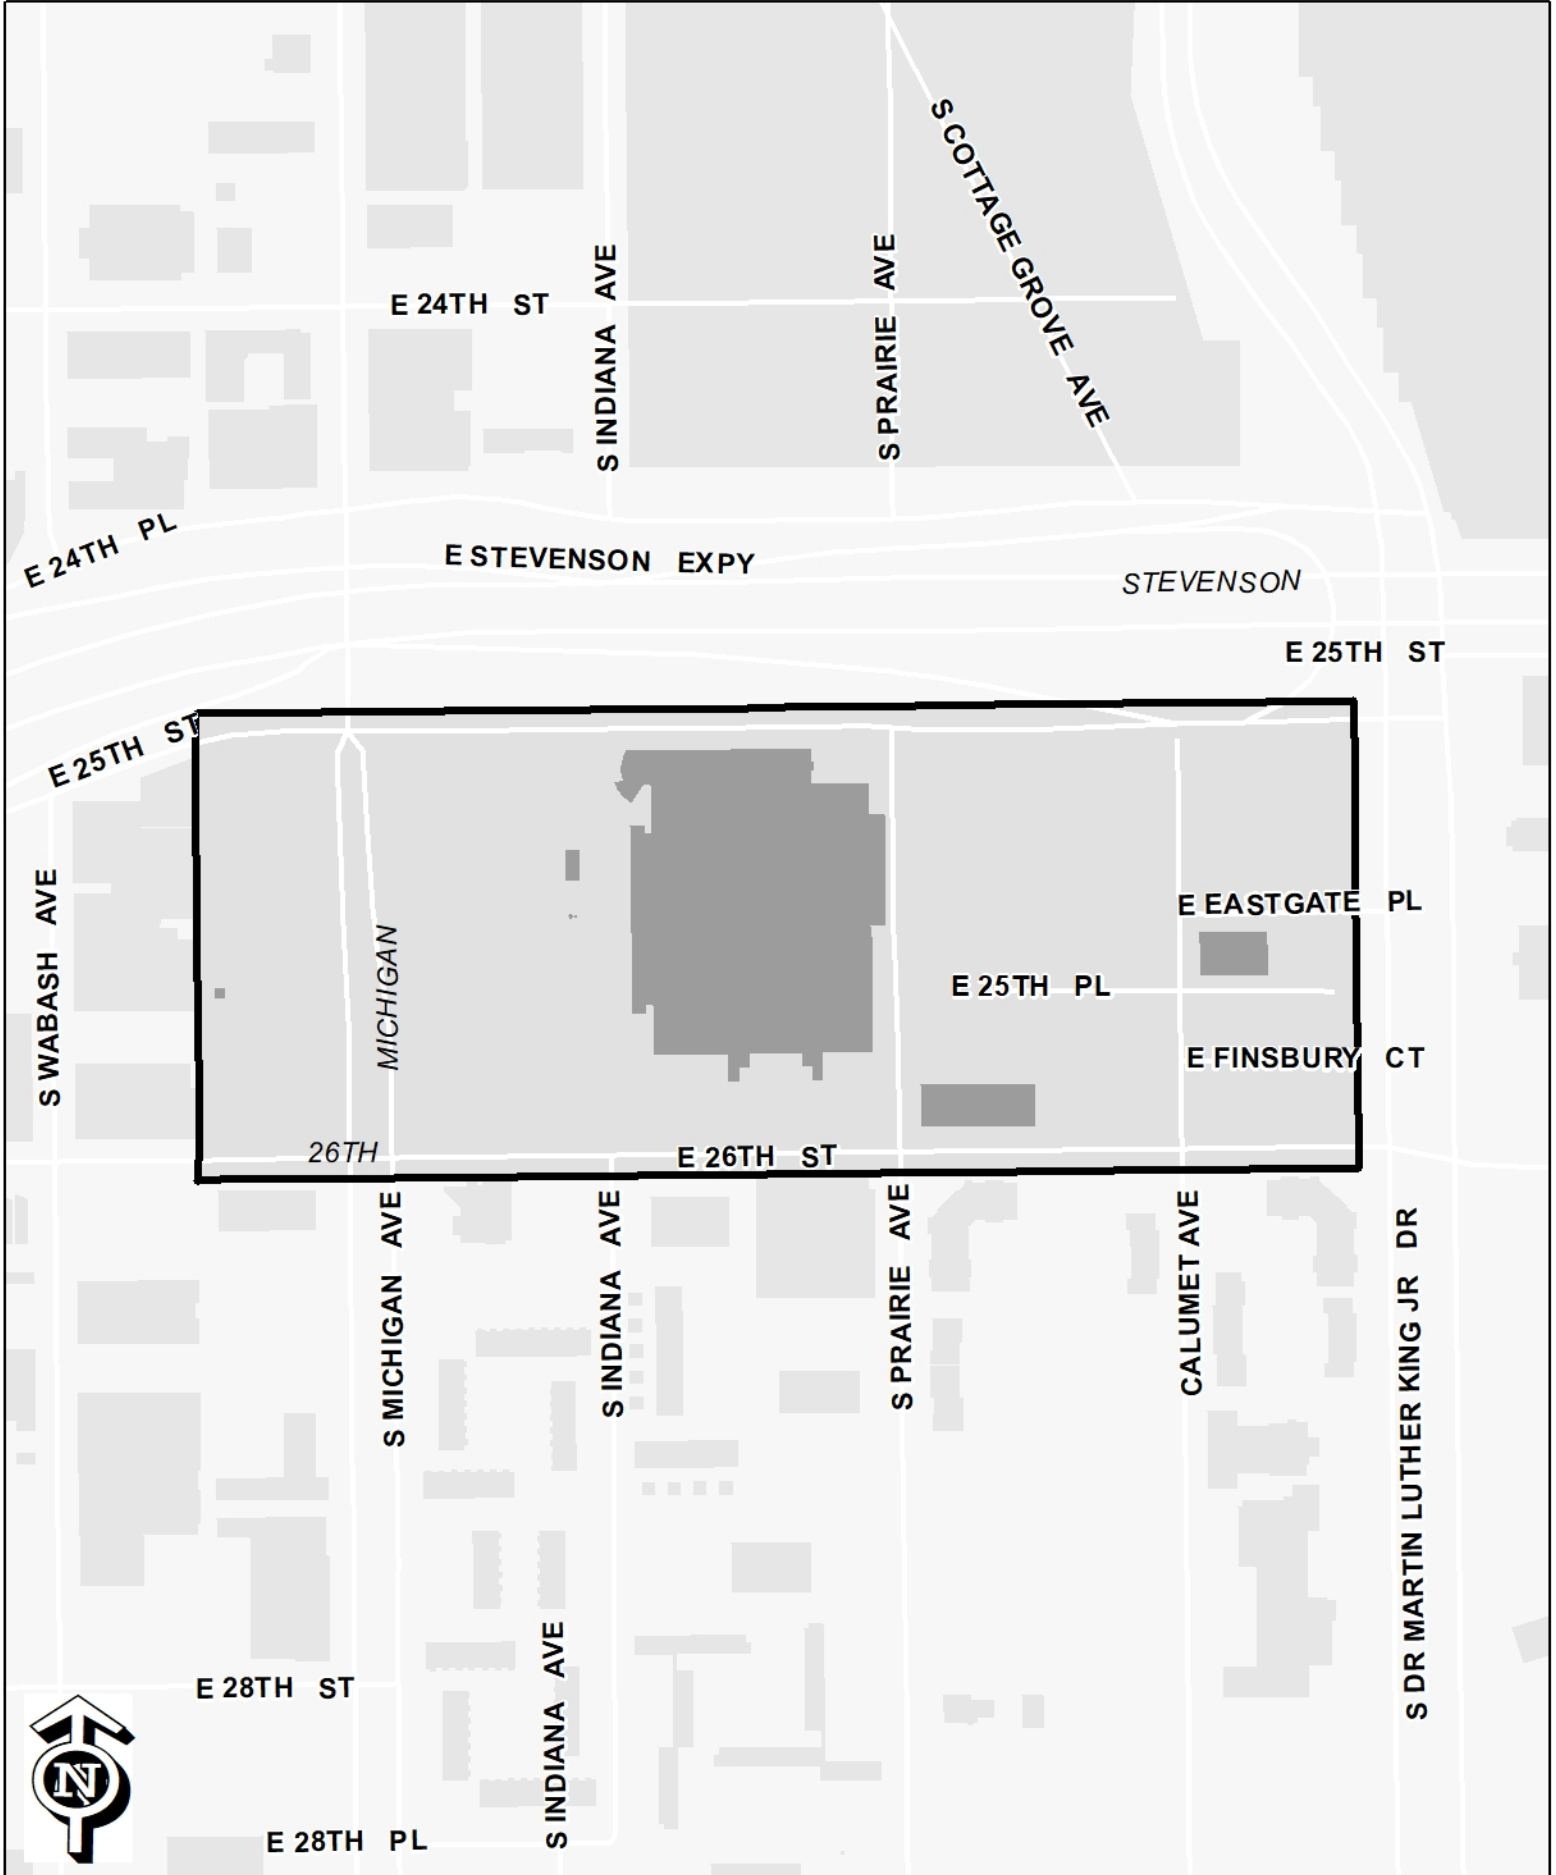 S COTTAGE GROVE AVE
S INDIANA AVE
S PRAIRIE AVE
E 24TH ST
E 24TH PL
E STEVENSON EXPY
STEVENSON
E 25TH ST
E 25TH ST
S WABASH AVE
MICHIGAN
E EASTGATE PL
E 25TH PL
E FINSBURY CT
26TH
E 26TH ST
S MICHIGAN AVE
S INDIANA AVE
S PRAIRIE AVE
CALUMET AVE
S DR MARTIN LUTHER KING JR DR
S INDIANA AVE
E 28TH ST
N
E 28TH PL